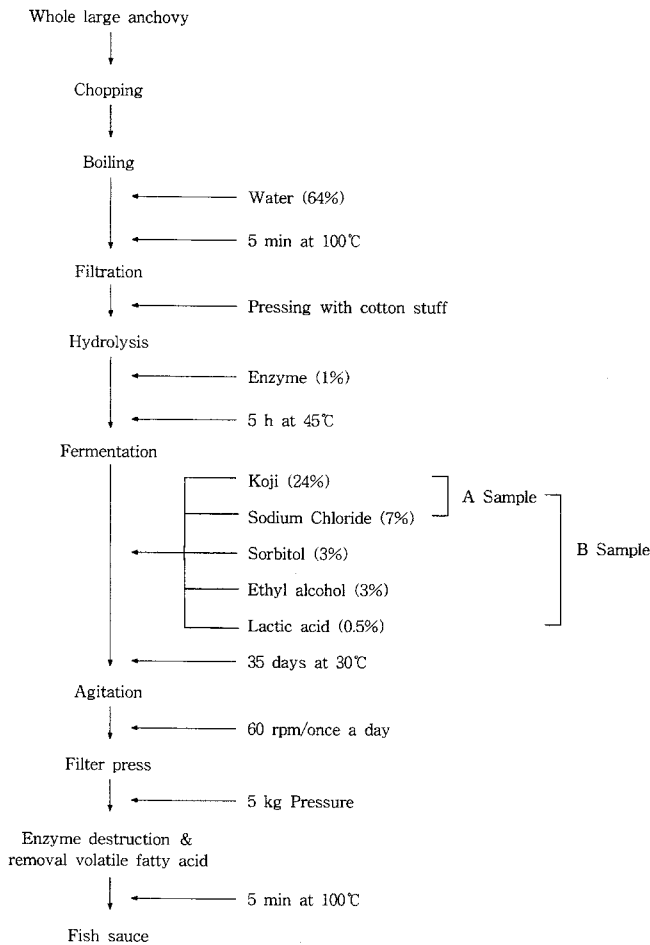 Whole large anchovy
Chopping
Boiling
Water (64%)
5 min at 100℃
Filtration
Pressing with cotton stuff
Hydrolysis
Enzyme (1%)
5 h at 45℃
Fermentation
Koji (24%)
A Sample
Sodium Chloride (7%)
Sorbitol (3%)
B Sample
Ethyl alcohol (3%)
Lactic acid (0.5%)
35 days at 30℃
Agitation
60 rpm/once a day
Filter press
5 kg Pressure
Enzyme destruction &
removal volatile fatty acid
5 min at 100℃
Fish sauce